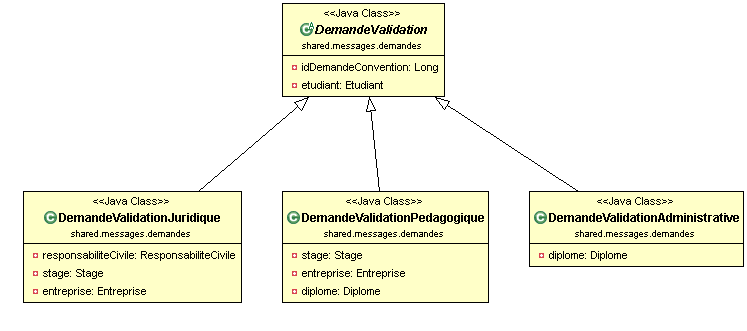 <<Java Class>>
DemandeValidation
shared.messages.demandes
idDemandeConvention: Long
etudiant: Etudiant
<<Java Class>>
DemandeValidationJuridique
shared.messages.demandes
responsabiliteCivile: ResponsabiliteCivile
stage: Stage
entreprise: Entreprise
<<Java Class>>
DemandeValidationPedagogique
shared.messages.demandes
stage: Stage
entreprise: Entreprise
diplome: Diplome
<<Java Class>>
DemandeValidationAdministrative
shared.messages.demandes
diplome: Diplome